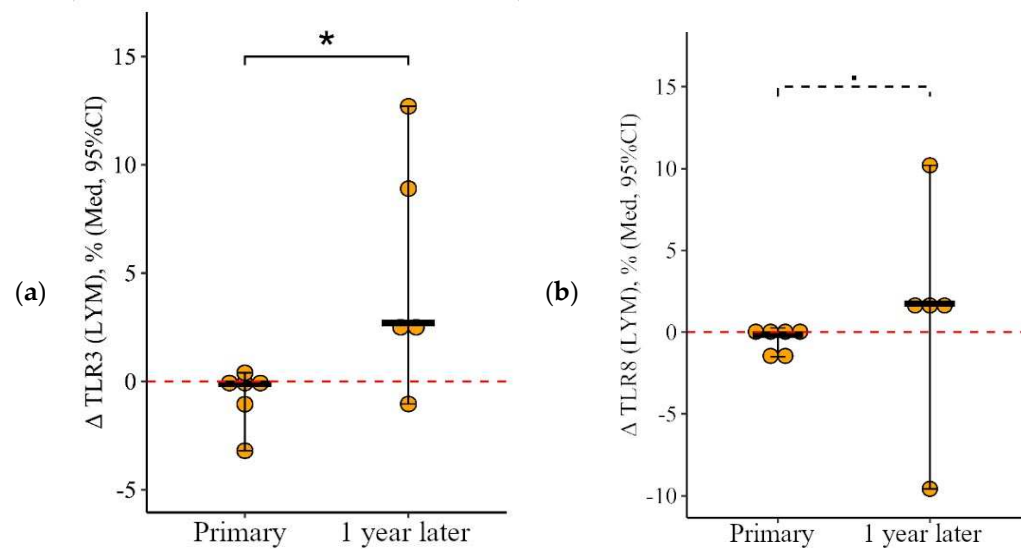 (a)
Δ TLR3 (LYM), % (Med, 95%CI)
15
10
5
0
-5
*
Primary
1 year later
(b)
Δ TLR8 (LYM), % (Med, 95%CI)
15
10
5
0
-5
-10
.
Primary
1 year later